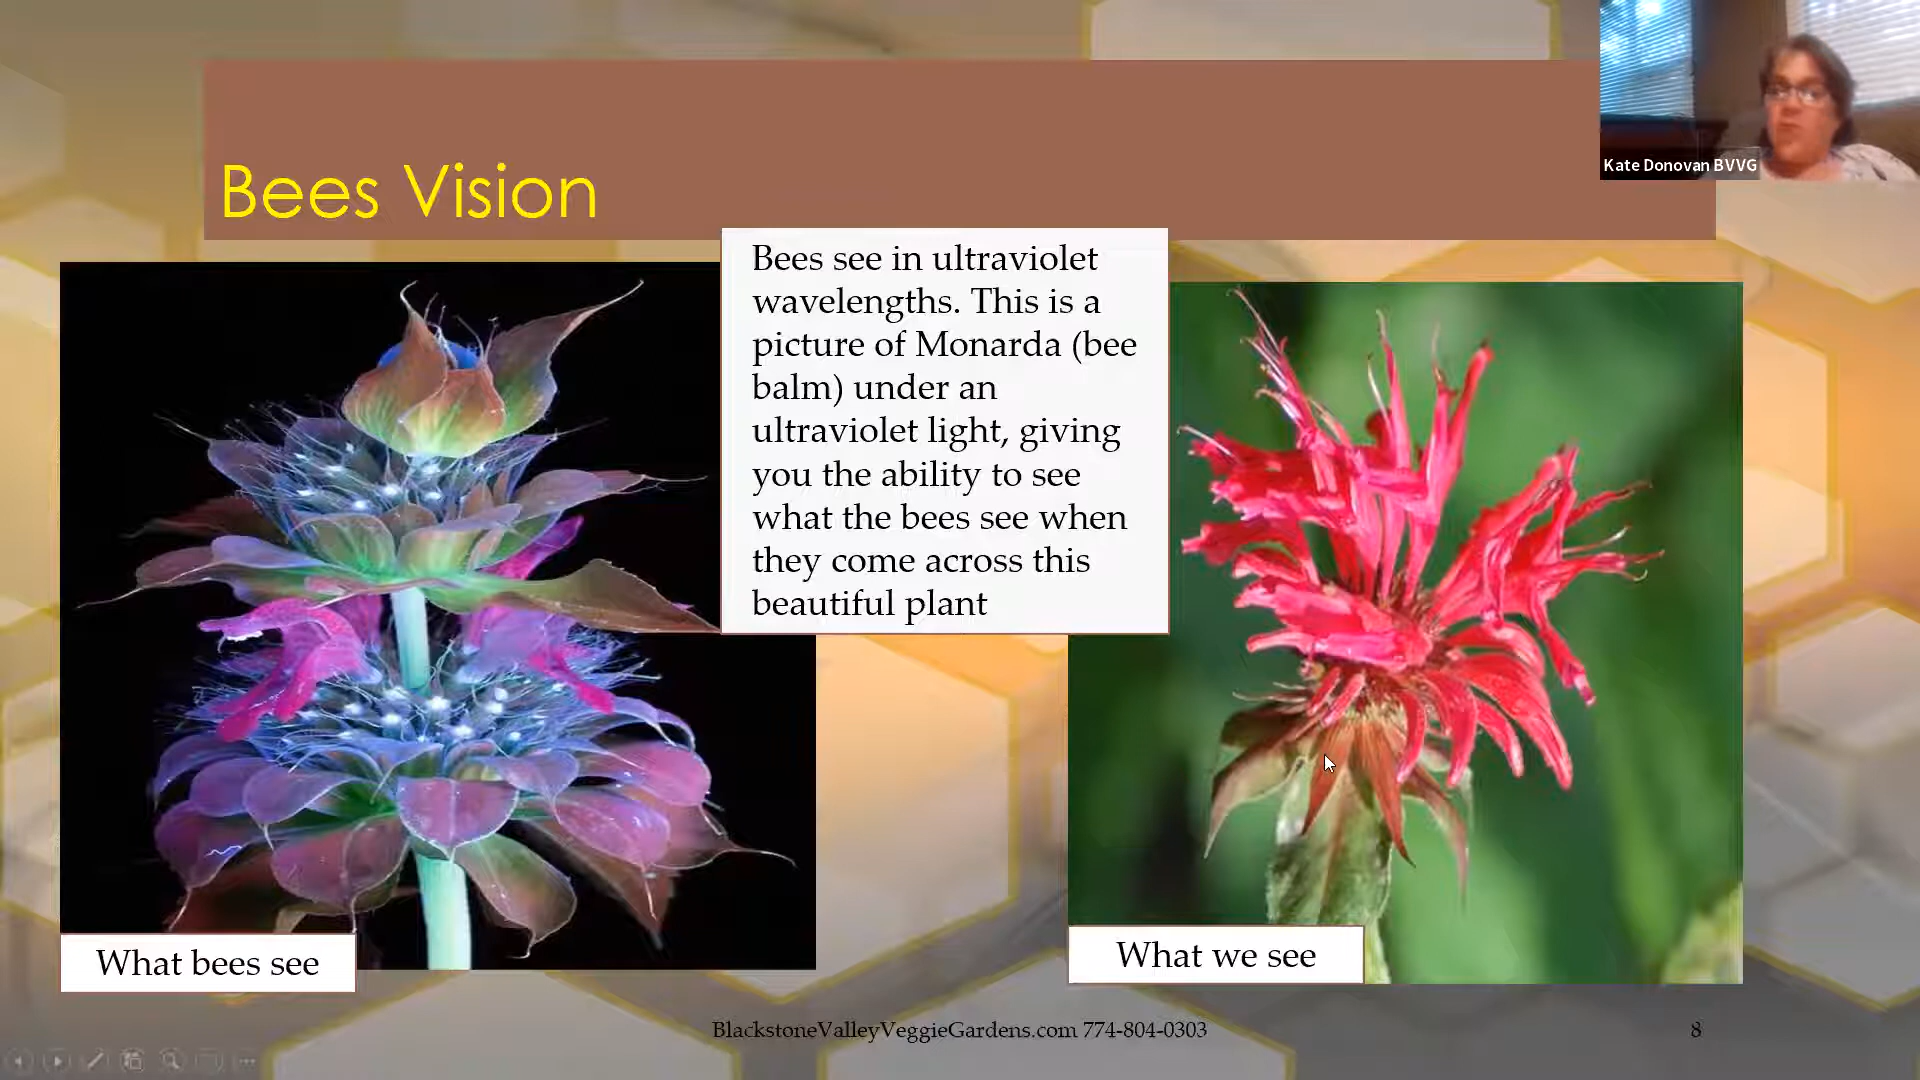 Kate Donovan BVVG
Bees Vision
Bees see in ultraviolet
wavelengths. This is a
picture of Monarda (bee
balm) under an
ultraviolet light, giving
you the ability to see
what the bees see when
they come across this
beautiful plant
What bees see
What we see
BlackstoneValleyVeggieGardens.com 774-804-0303
8